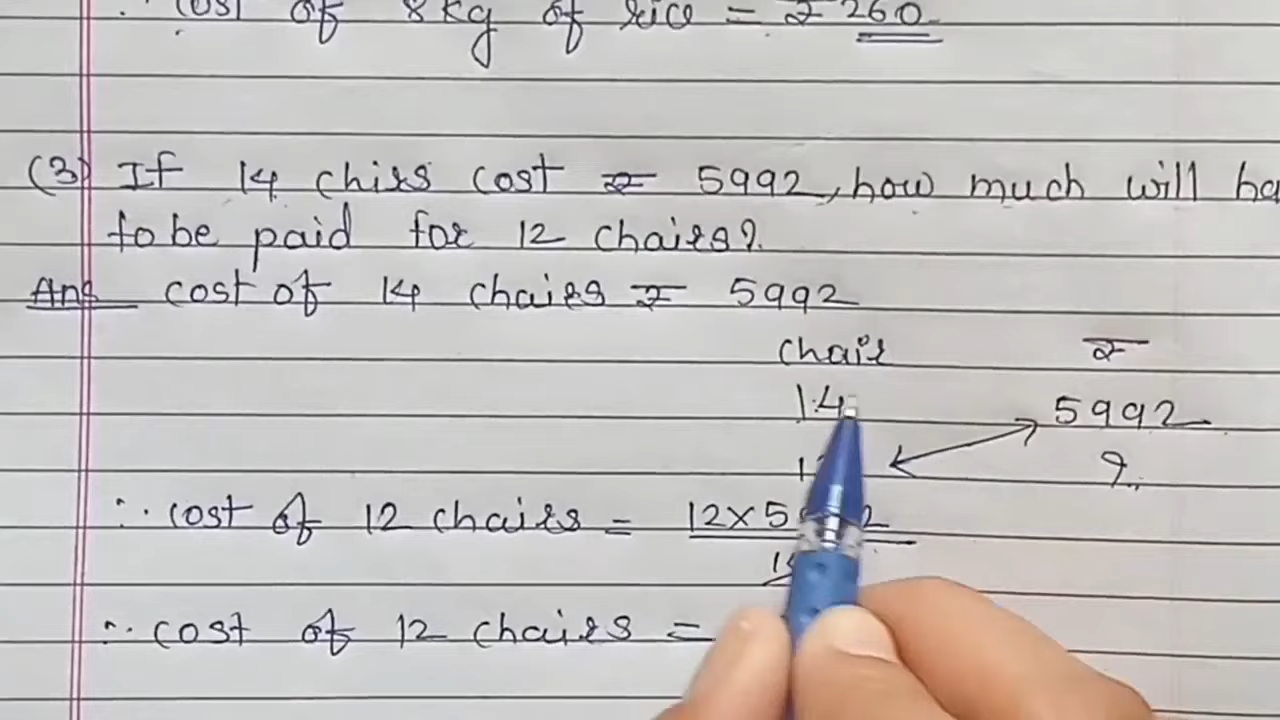 ∴ cost of 8kg of rice = ₹ 260
(3) If 14 chirs cost ₹ 5992, how much will ha
to be paid for 12 chairs?
Ans cost of 14 chairs ₹ 5992
chair ₹
14 5992
?
∴ cost of 12 chairs = 12×5
∴ cost of 12 chairs =